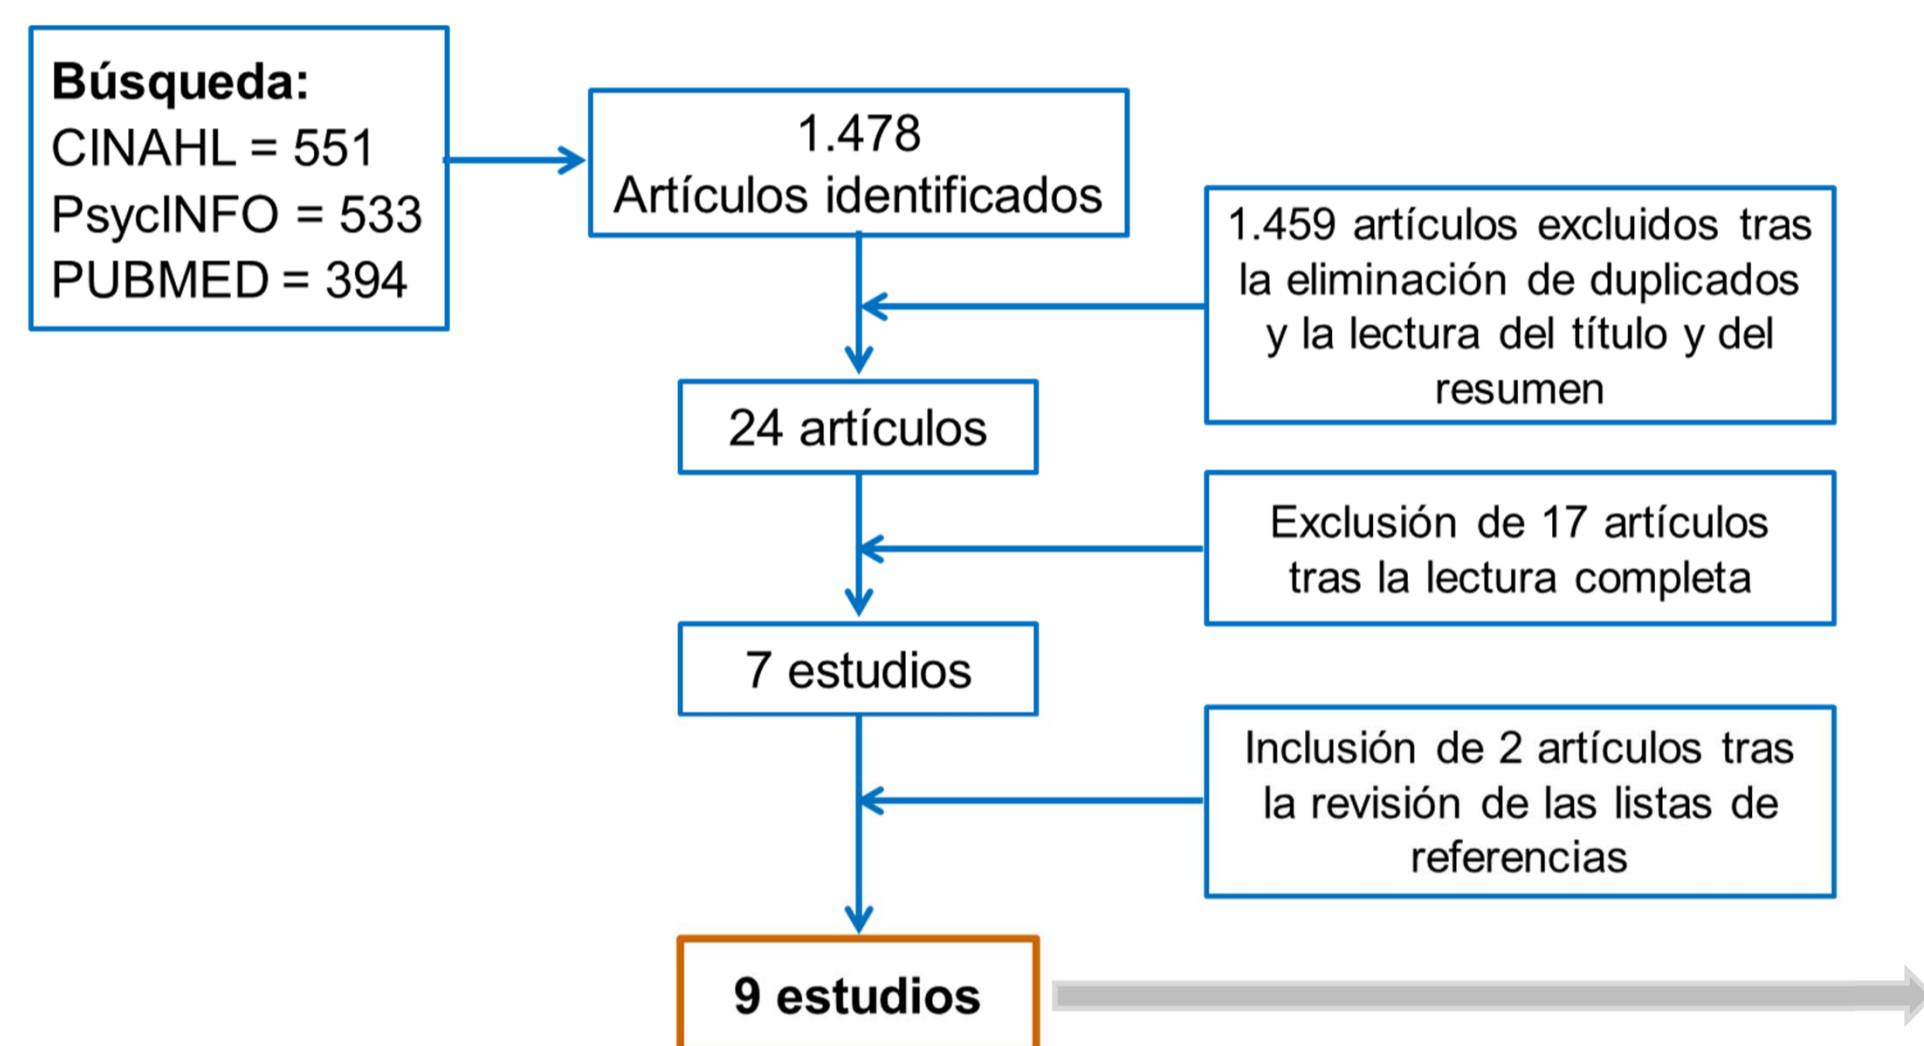 Búsqueda:
CINAHL = 551
PsycINFO = 533
PUBMED = 394
1.478
Artículos identificados
1.459 artículos excluidos tras
la eliminación de duplicados
y la lectura del título y del
resumen
24 artículos
Exclusión de 17 artículos
tras la lectura completa
7 estudios
Inclusión de 2 artículos tras
la revisión de las listas de
referencias
9 estudios